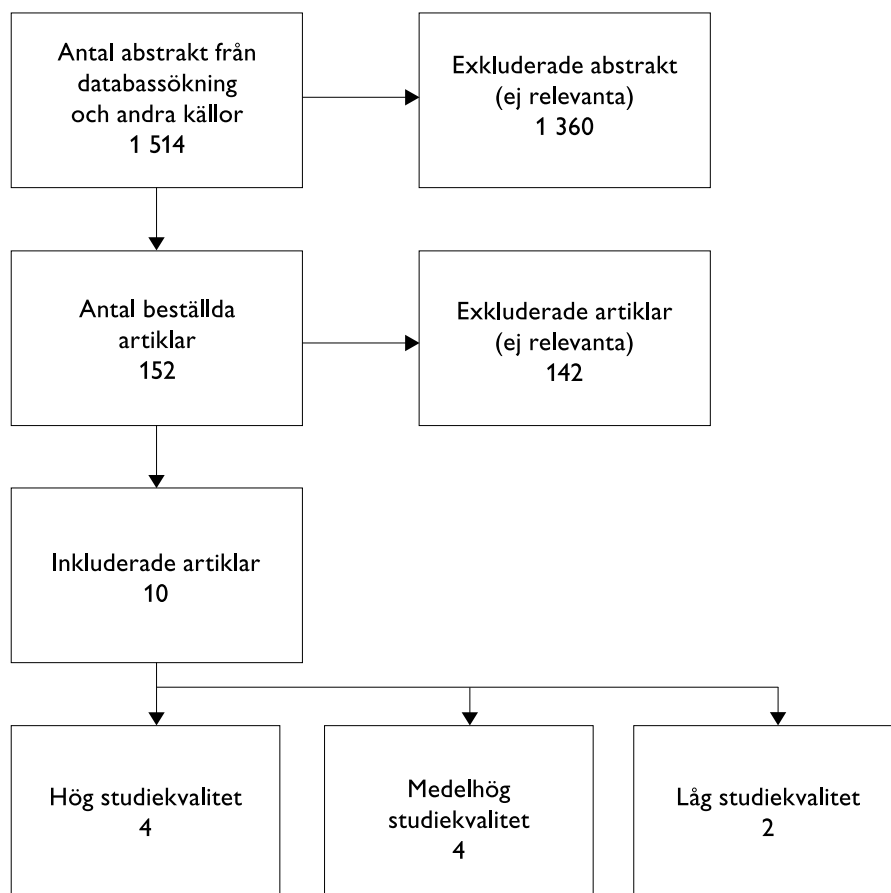 Antal abstrakt från
databassökning
och andra källor
1 514
Exkluderade abstrakt
(ej relevanta)
1 360
Antal beställda
artiklar
152
Exkluderade artiklar
(ej relevanta)
142
Inkluderade artiklar
10
Hög studiekvalitet
4
Medelhög
studiekvalitet
4
Låg studiekvalitet
2